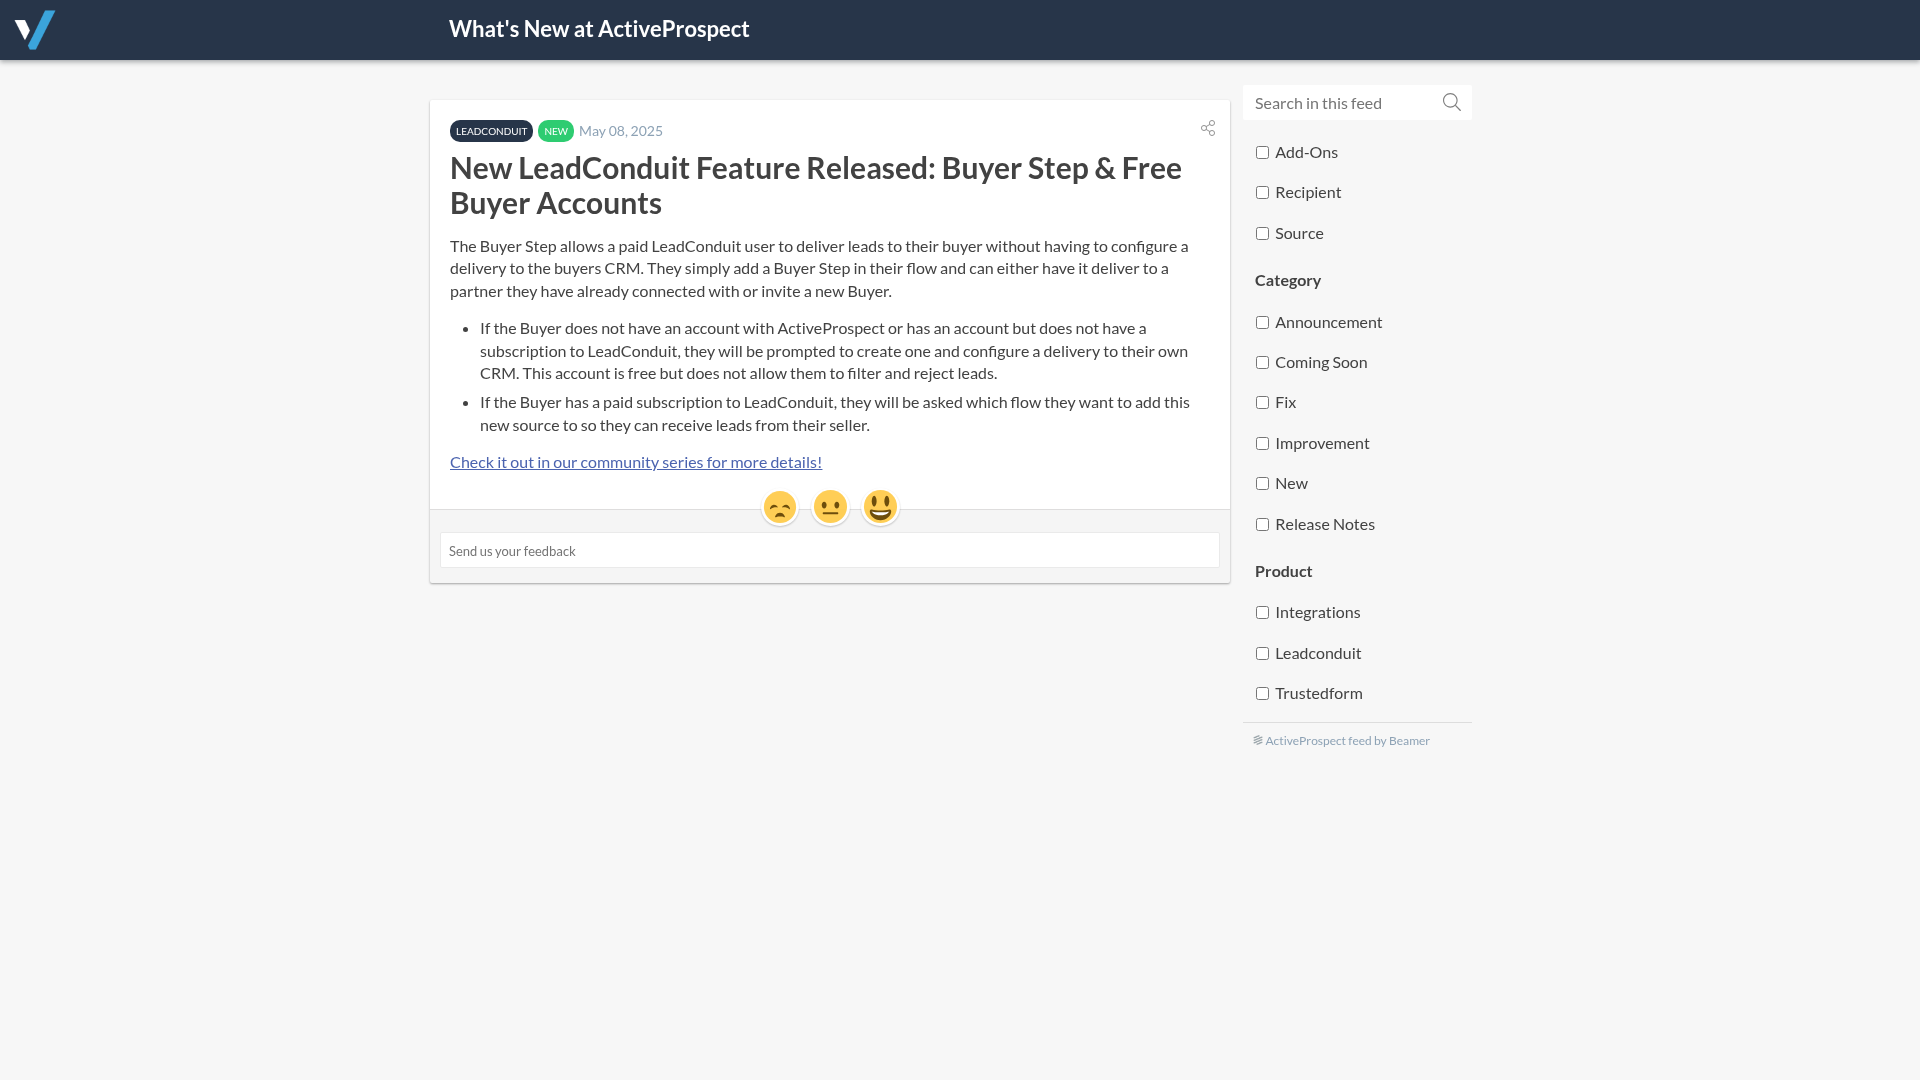 What's New at ActiveProspect
LEADCONDUIT NEW May 08, 2025
New LeadConduit Feature Released: Buyer Step & Free
Buyer Accounts
The Buyer Step allows a paid LeadConduit user to deliver leads to their buyer without having to configure a
delivery to the buyers CRM. They simply add a Buyer Step in their flow and can either have it deliver to a
partner they have already connected with or invite a new Buyer.
If the Buyer does not have an account with ActiveProspect or has an account but does not have a
subscription to LeadConduit, they will be prompted to create one and configure a delivery to their own
CRM. This account is free but does not allow them to filter and reject leads.
If the Buyer has a paid subscription to LeadConduit, they will be asked which flow they want to add this
new source to so they can receive leads from their seller.
Check it out in our community series for more details!
Send us your feedback
Search in this feed
Add-Ons
Recipient
Source
Category
Announcement
Coming Soon
Fix
Improvement
New
Release Notes
Product
Integrations
Leadconduit
Trustedform
ActiveProspect feed by Beamer